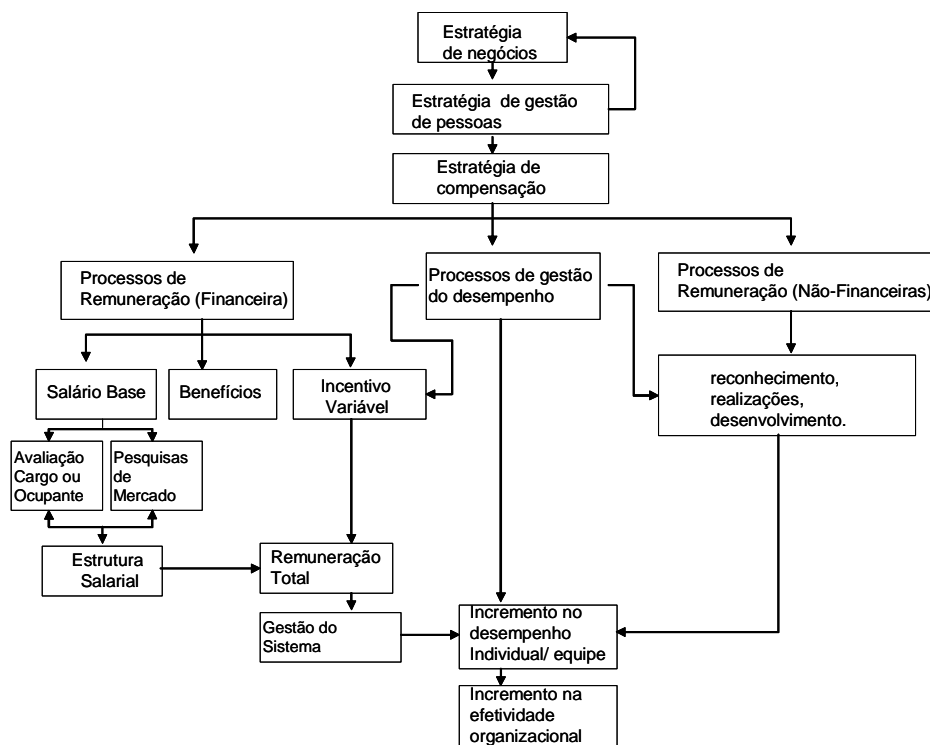 Estratégia
de negócios
Estratégia de gestão
de pessoas
Estratégia de
compensação
Processos de
Remuneração (Financeira)
Processos de gestão
do desempenho
Processos de
Remuneração (Não-Financeiras)
Salário Base
Benefícios
Incentivo
Variável
reconhecimento,
realizações,
desenvolvimento.
Avaliação
Cargo ou
Ocupante
Pesquisas
de
Mercado
Estrutura
Salarial
Remuneração
Total
Gestão do
Sistema
Incremento no
desempenho
Individual/ equipe
Incremento na
efetividade
organizacional